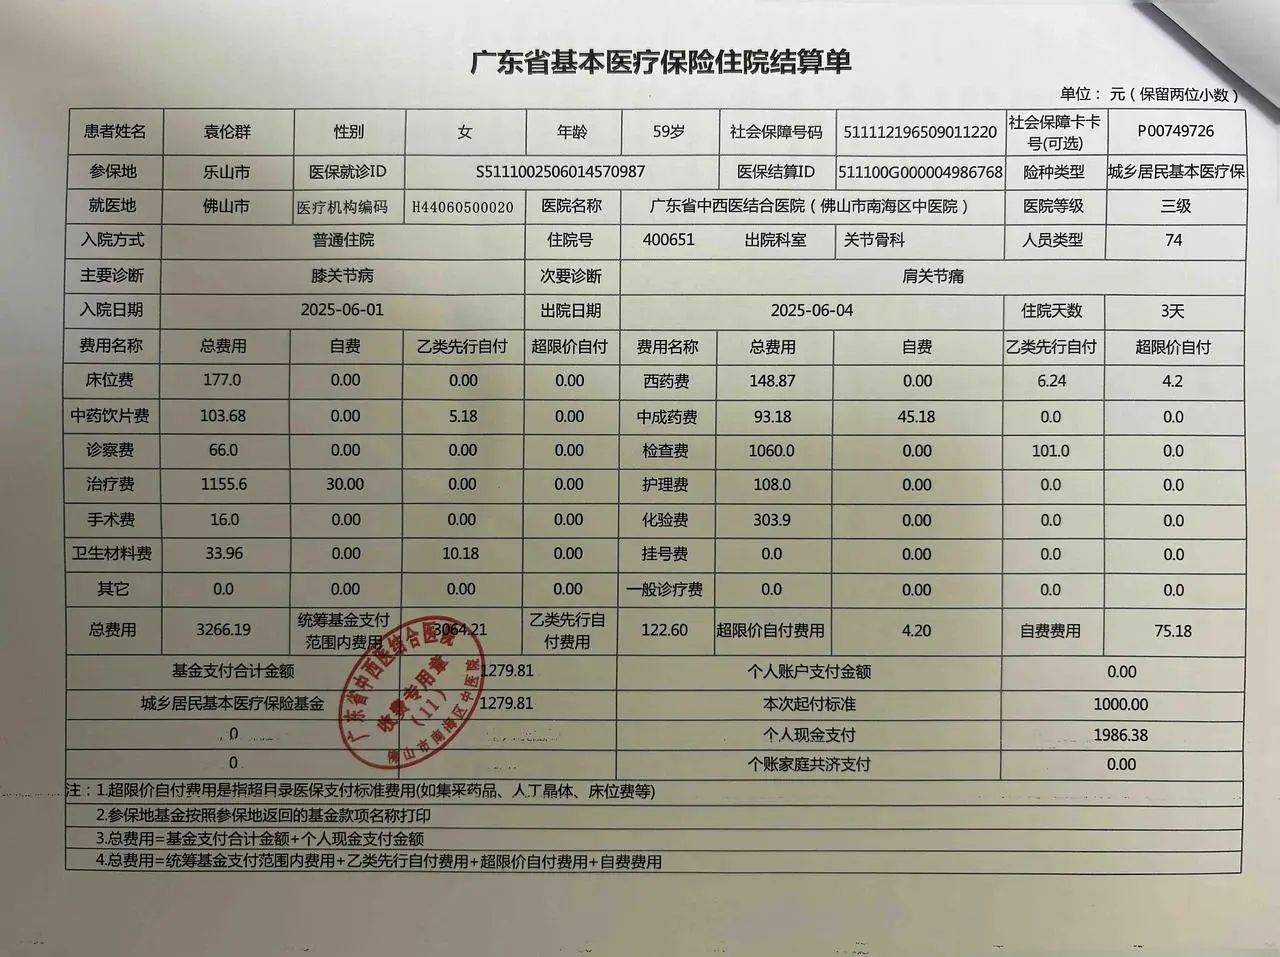 广东省基本医疗保险住院结算单
单位： 元（保留两位小数）
患者姓名 袁伦群 性别 女 年龄 59岁 社会保障号码 511112196509011220 社会保障卡卡号(可选) P00749726
参保地 乐山市 医保就诊ID S5111002506014570987 医保结算ID 511100G000004986768 险种类型 城乡居民基本医疗保
就医地 佛山市 医疗机构编码 H44060500020 医院名称 广东省中西医结合医院（佛山市南海区中医院） 医院等级 三级
入院方式 普通住院 住院号 400651 出院科室 关节骨科 人员类型 74
主要诊断 膝关节病 次要诊断 肩关节痛
入院日期 2025-06-01 出院日期 2025-06-04 住院天数 3天
费用名称 总费用 自费 乙类先行自付 超限价自付 费用名称 总费用 自费 乙类先行自付 超限价自付
床位费 177.0 0.00 0.00 0.00 西药费 148.87 0.00 6.24 4.2
中药饮片费 103.68 0.00 5.18 0.00 中成药费 93.18 45.18 0.0 0.0
诊察费 66.0 0.00 0.00 0.00 检查费 1060.0 0.00 101.0 0.0
治疗费 1155.6 30.00 0.00 0.00 护理费 108.0 0.00 0.0 0.0
手术费 16.0 0.00 0.00 0.00 化验费 303.9 0.00 0.0 0.0
卫生材料费 33.96 0.00 10.18 0.00 挂号费 0.0 0.00 0.0 0.0
其它 0.0 0.00 0.00 0.00 一般诊疗费 0.0 0.00 0.0 0.0
总费用 3266.19 统筹基金支付范围内费用 3064.21 乙类先行自付费用 122.60 超限价自付费用 4.20 自费费用 75.18
基金支付合计金额 1279.81 个人账户支付金额 0.00
城乡居民基本医疗保险基金 1279.81 本次起付标准 1000.00
0 个人现金支付 1986.38
0 个账家庭共济支付 0.00
广东省中西医结合医院
收费专用章
(11)
佛山市南海区中医院
注：1.超限价自付费用是指超目录医保支付标准费用(如集采药品、人工晶体、床位费等)
2.参保地基金按照参保地返回的基金款项名称打印
3.总费用=基金支付合计金额+个人现金支付金额
4.总费用=统筹基金支付范围内费用+乙类先行自付费用+超限价自付费用+自费费用